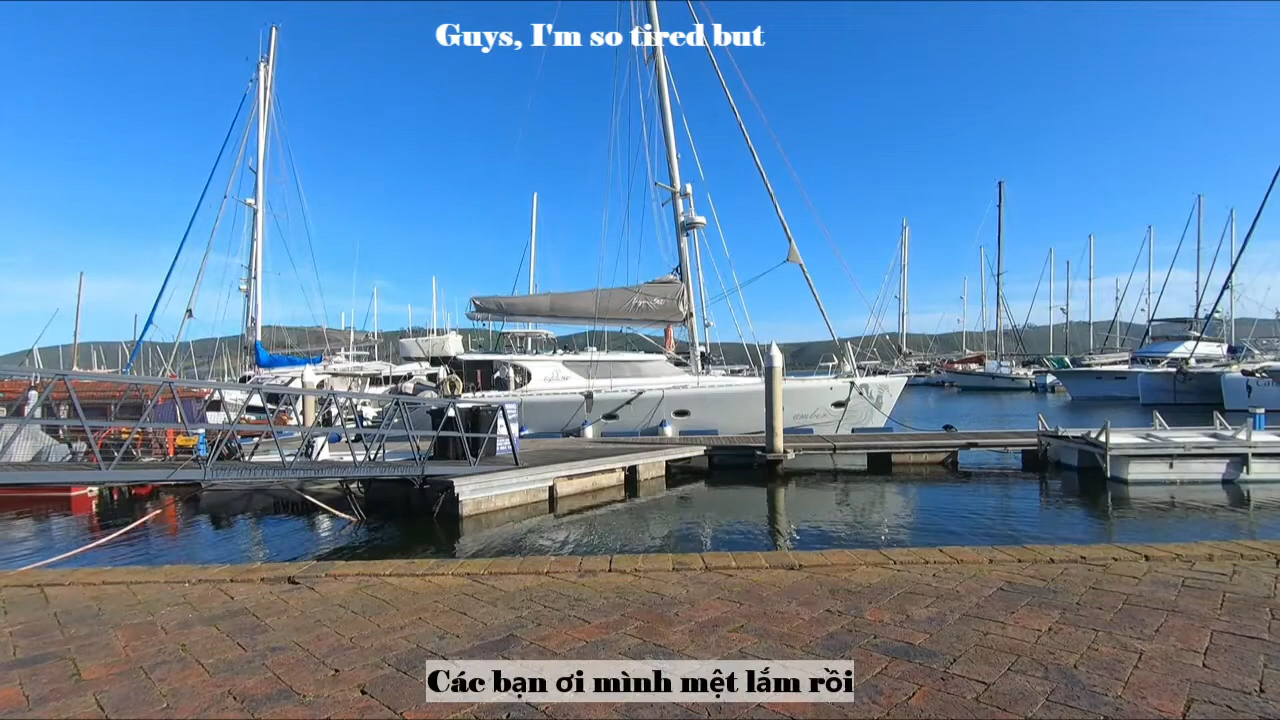 Guys, I'm so tired but
Các bạn ơi mình mệt lắm rồi